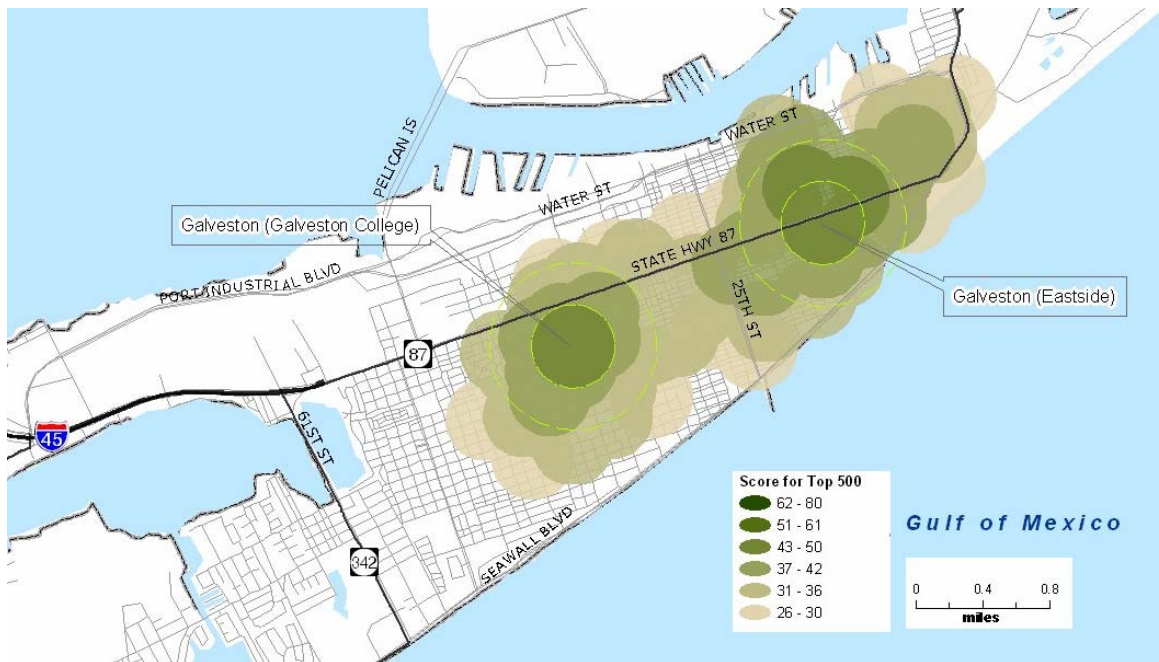 PELICAN IS
WATER ST
WATER ST
Galveston (Galveston College)
STATE HWY 87
PORT INDUSTRIAL BLVD
25TH ST
Galveston (Eastside)
87
45
61ST ST
342
SEAWALL BLVD
Score for Top 500
62 - 80
51 - 61
43 - 50
37 - 42
31 - 36
26 - 30
Gulf of Mexico
0 0.4 0.8
miles